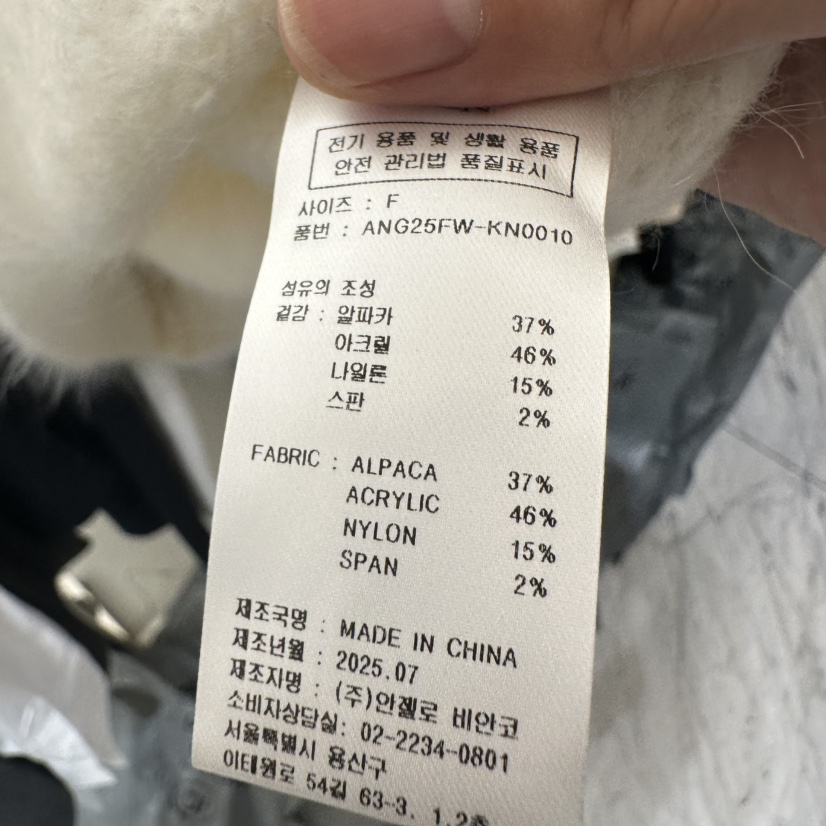 전기 용품 및 생활 용품
안전 관리법 품질표시
사이즈 : F
품번 : ANG25FW-KN0010
섬유의 조성
겉감 : 알파카 37%
아크릴 46%
나일론 15%
스판 2%
FABRIC : ALPACA 37%
ACRYLIC 46%
NYLON 15%
SPAN 2%
제조국명 : MADE IN CHINA
제조년월 : 2025.07
제조자명 : (주)안젤로 비안코
소비자상담실: 02-2234-0801
서울특별시 용산구
이태원로 54길 63-3. 1.2층